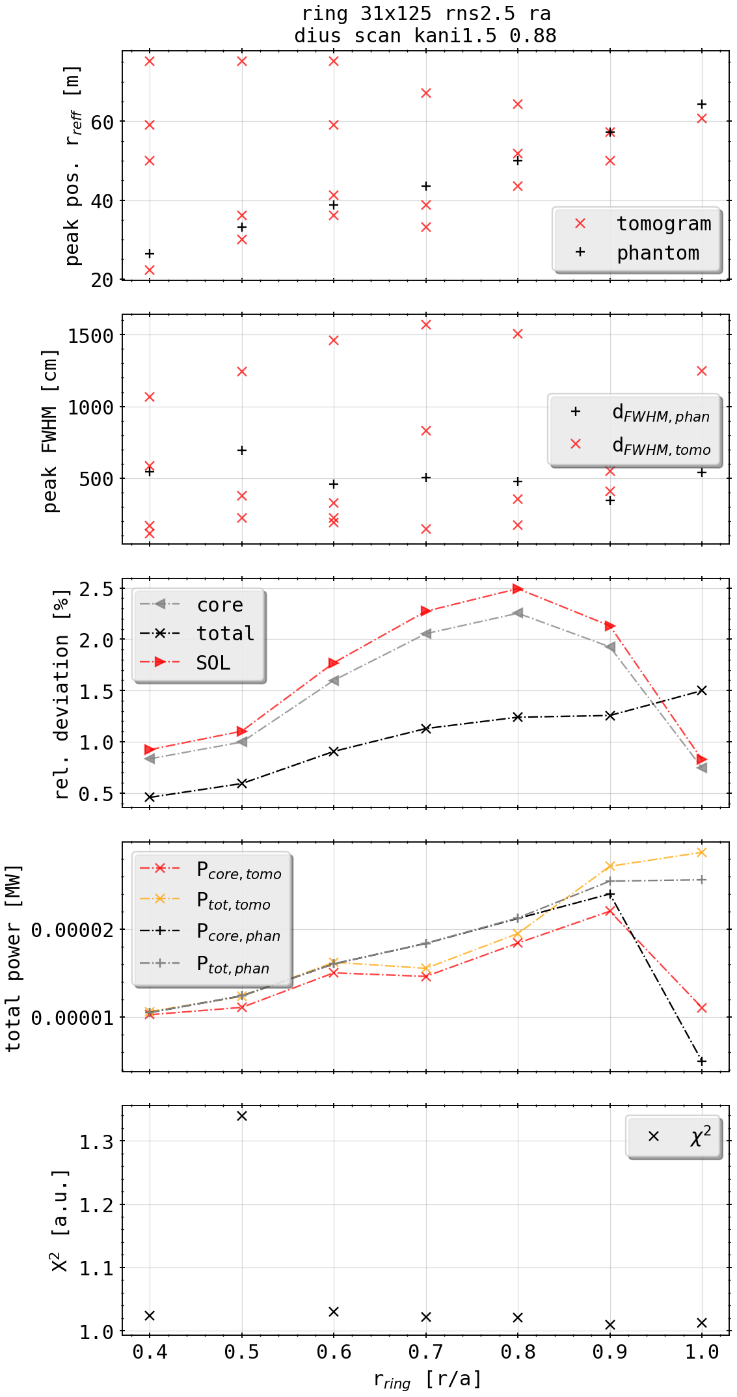 ring 31x125 rns2.5 ra
dius scan kani1.5 0.88
peak pos. r_reff [m]
60
40
20
tomogram
phantom
peak FWHM [cm]
1500
1000
500
d_FWHM,phan
d_FWHM,tomo
rel. deviation [%]
2.5
2.0
1.5
1.0
0.5
core
total
SOL
total power [MW]
0.00002
0.00001
P_core,tomo
P_tot,tomo
P_core,phan
P_tot,phan
X² [a.u.]
1.3
1.2
1.1
1.0
χ²
0.4 0.5 0.6 0.7 0.8 0.9 1.0
r_ring [r/a]